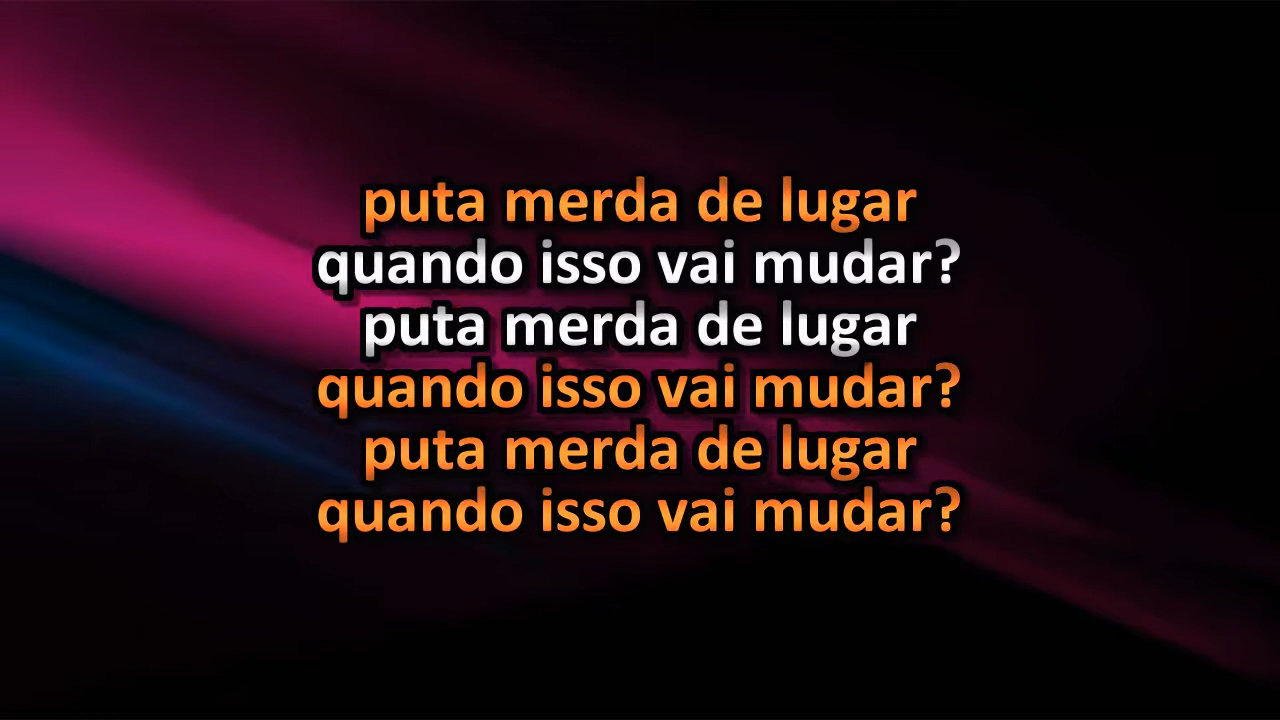 puta merda de lugar
quando isso vai mudar?
puta merda de lugar
quando isso vai mudar?
puta merda de lugar
quando isso vai mudar?